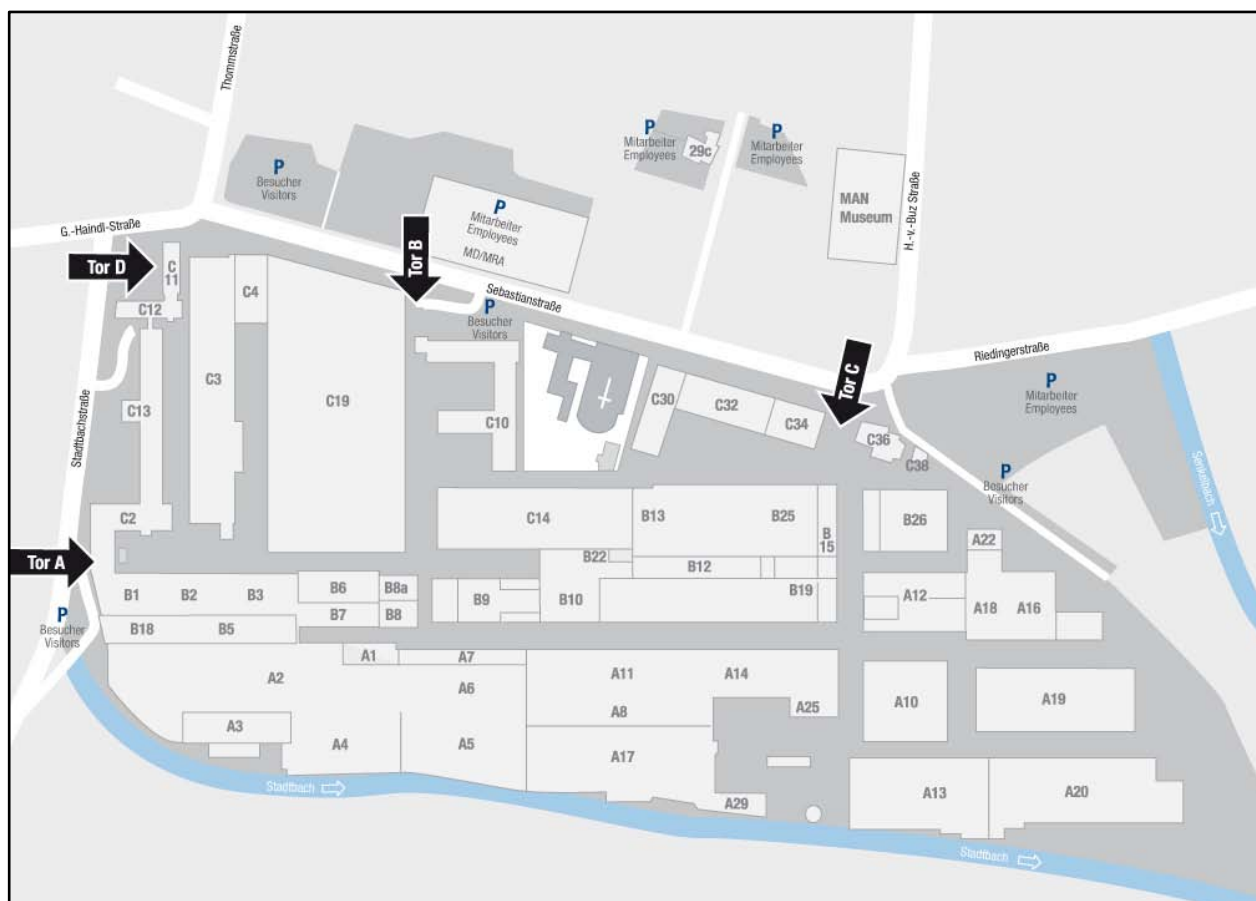 Thommstraße
P
Besucher
Visitors
P
Mitarbeiter
Employees
MD/MRA
P
Mitarbeiter
Employees
29c
P
Mitarbeiter
Employees
MAN
Museum
H.-v.-Buz Straße
G.-Haindl-Straße
Tor D
Tor B
Sebastianstraße
P
Besucher
Visitors
Tor C
Riedingerstraße
P
Mitarbeiter
Employees
Senkelbach
P
Besucher
Visitors
Stadtbachstraße
C
11
C12
C4
C3
C13
C19
C10
C30
C32
C34
C36
C38
C2
Tor A
C14
B13
B25
B
15
B26
A22
B22
B12
B1
B2
B3
B6
B8a
B9
B10
B19
A12
A18
A16
P
Besucher
Visitors
B18
B5
B7
B8
A1
A7
A2
A6
A11
A14
A10
A19
A3
A4
A5
A8
A25
A17
A29
A13
A20
Stadtbach
Stadtbach